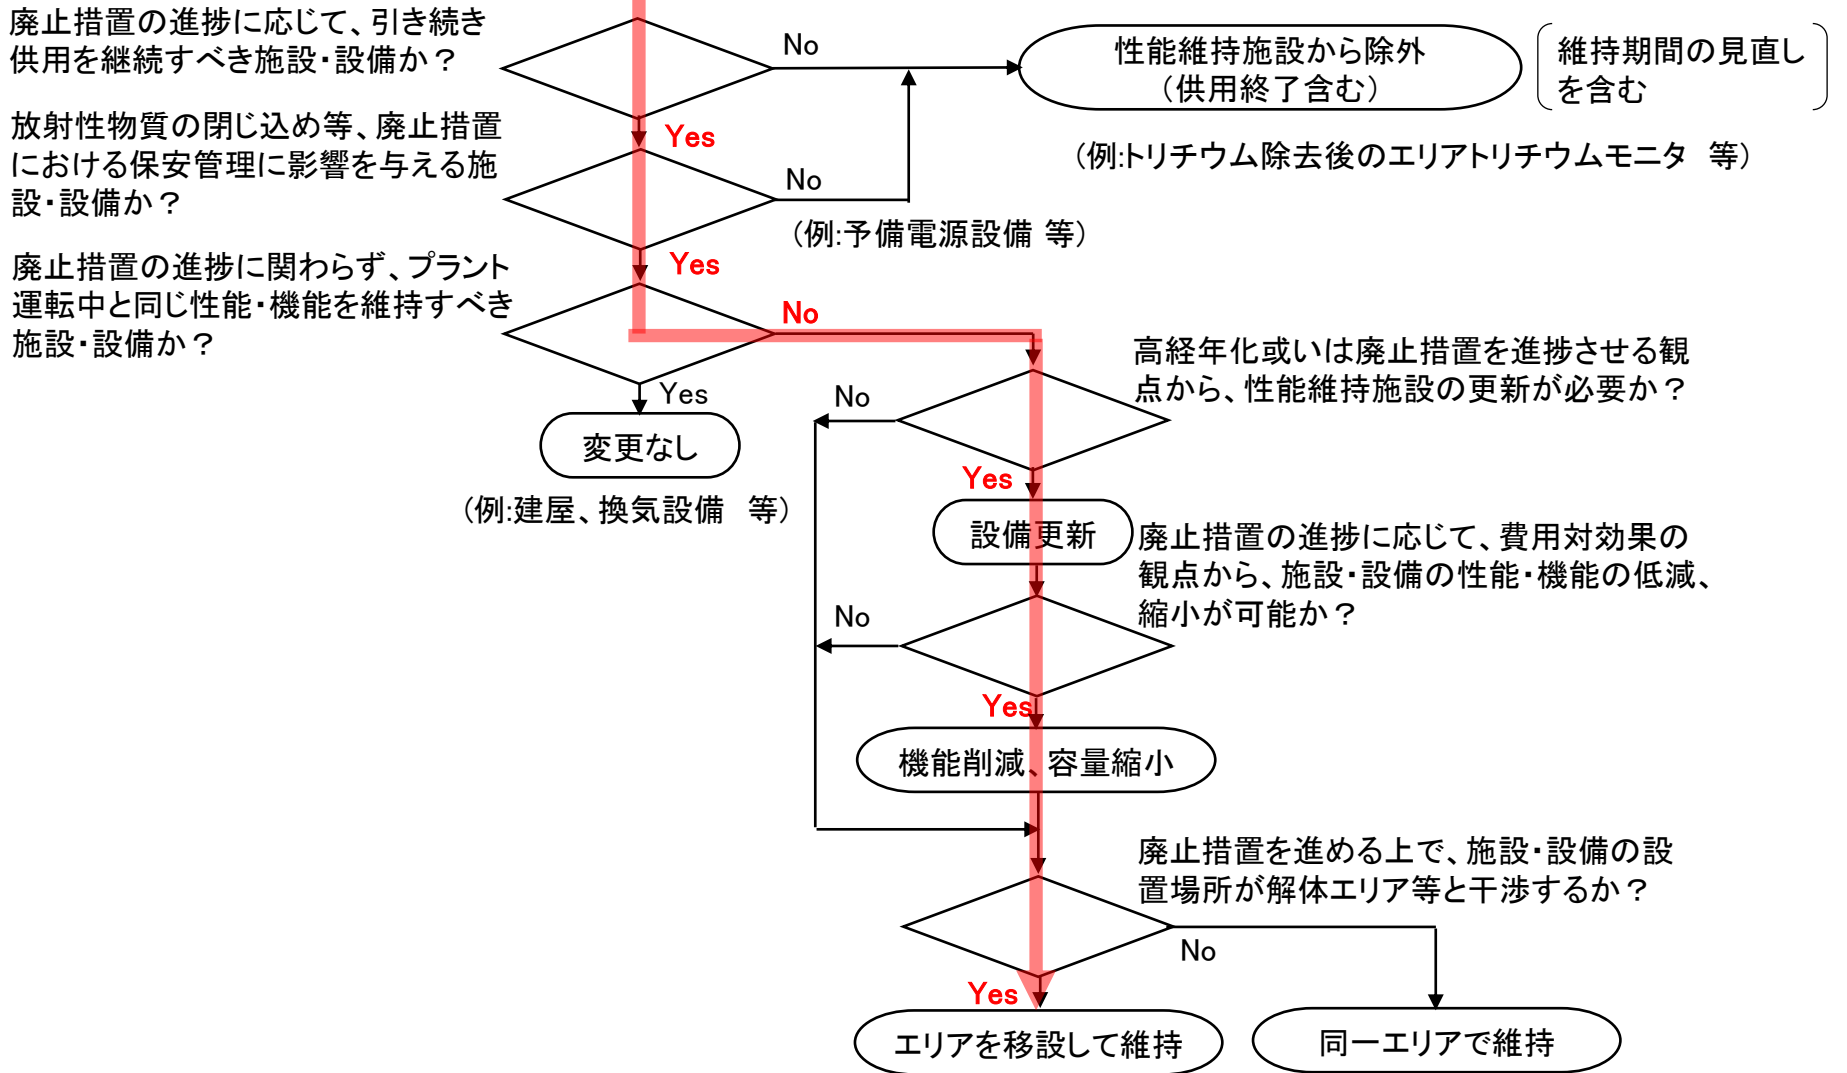 廃止措置の進捗に応じて、引き続き
供用を継続すべき施設・設備か？
No
性能維持施設から除外
（供用終了含む）
維持期間の見直し
を含む
（例:トリチウム除去後のエリアトリチウムモニタ　等）
Yes
放射性物質の閉じ込め等、廃止措置
における保安管理に影響を与える施
設・設備か？
No
（例:予備電源設備 等）
Yes
廃止措置の進捗に関わらず、プラント
運転中と同じ性能・機能を維持すべき
施設・設備か？
No
Yes
変更なし
（例:建屋、換気設備　等）
高経年化或いは廃止措置を進捗させる観
点から、性能維持施設の更新が必要か？
No
Yes
設備更新
廃止措置の進捗に応じて、費用対効果の
観点から、施設・設備の性能・機能の低減、
縮小が可能か？
No
Yes
機能削減、容量縮小
廃止措置を進める上で、施設・設備の設
置場所が解体エリア等と干渉するか？
No
Yes
エリアを移設して維持
同一エリアで維持